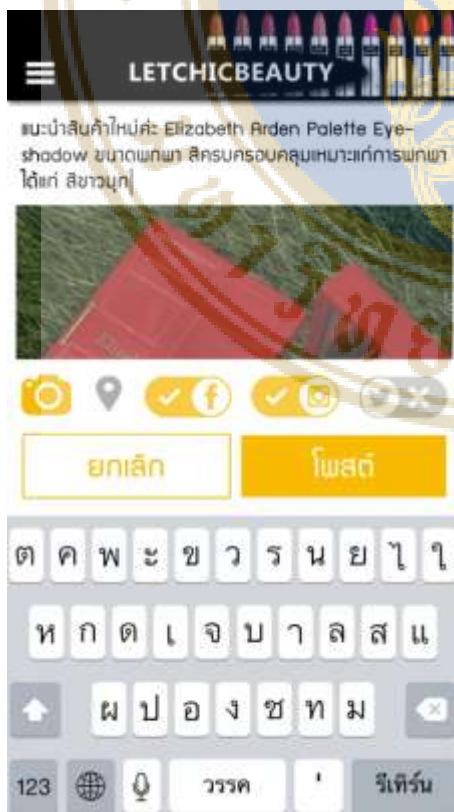 LETCHICBEAUTY
แนะนำสินค้าใหม่ค่ะ Elizabeth Arden Palette Eye-
shadow ขนาดพกพา สีครบครอบคลุมเหมาะแก่การพกพา
ได้แก่ สีขาวมุก
ยกเลิก โพสต์
ต ค พ ะ ข ว ร น ย ไ ใ
ห ก ด เ จ บ า ล ส แ
ผ ป อ ง ช ท ม
123 วรรค ' รีเทิร์น